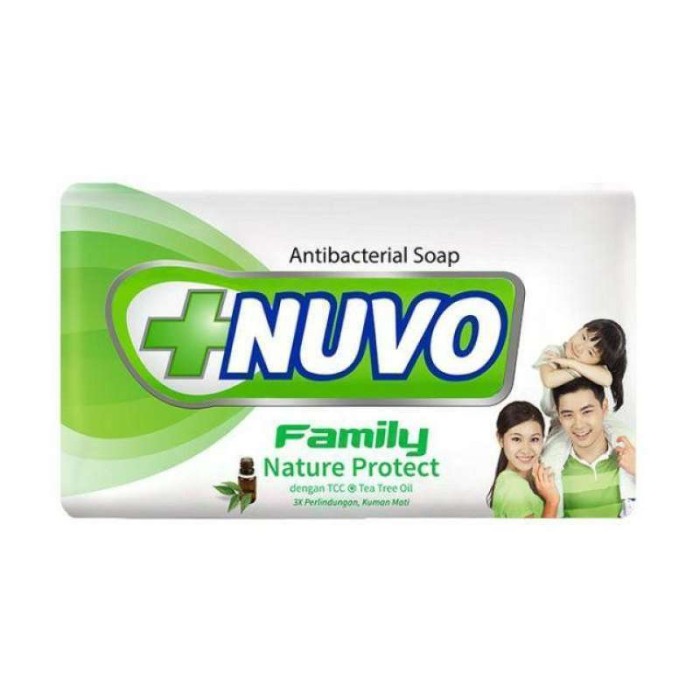 Antibacterial Soap
NUVO
Family
Nature Protect
dengan TCC & Tea Tree Oil
3X Perlindungan, Kuman Mati